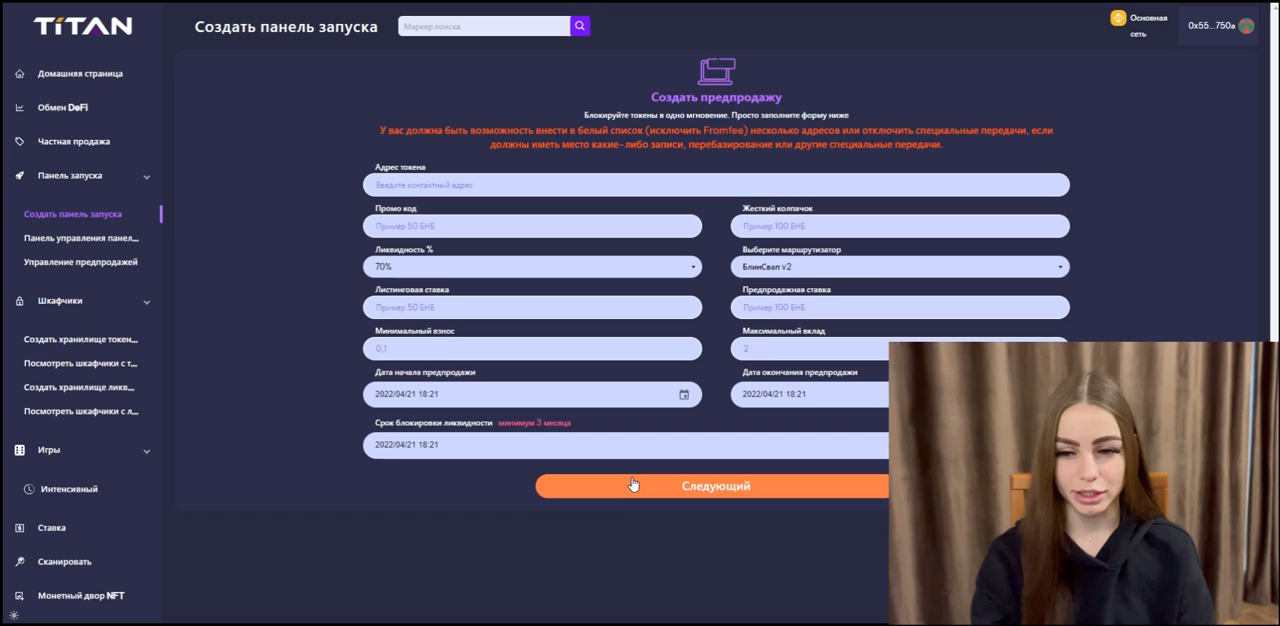 TITAN
Создать панель запуска
Маркер поиска
Основная
сеть
0x55...750a
Домашняя страница
Обмен DeFi
Частная продажа
Панель запуска
Создать панель запуска
Панель управления панел...
Управление предпродажей
Шкафчики
Создать хранилище токен...
Посмотреть шкафчики с т...
Создать хранилище ликв...
Посмотреть шкафчики с л...
Игры
Интенсивный
Ставка
Сканировать
Монетный двор NFT
Создать предпродажу
Блокируйте токены в одно мгновение. Просто заполните форму ниже
У вас должна быть возможность внести в белый список (исключить Fromfee) несколько адресов или отключить специальные передачи, если
должны иметь место какие-либо записи, перебазирование или другие специальные передачи.
Адрес токена
Введите контактный адрес
Промо код
Жесткий колпачок
Пример 50 БНБ
Пример 100 БНБ
Ликвидность %
Выберите маршрутизатор
70%
БлинСвап v2
Листинговая ставка
Предпродажная ставка
Пример 50 БНБ
Пример 100 БНБ
Минимальный взнос
Максимальный вклад
0,1
2
Дата начала предпродажи
Дата окончания предпродажи
2022/04/21 18:21
2022/04/21 18:21
Срок блокировки ликвидности минимум 3 месяца
2022/04/21 18:21
Следующий